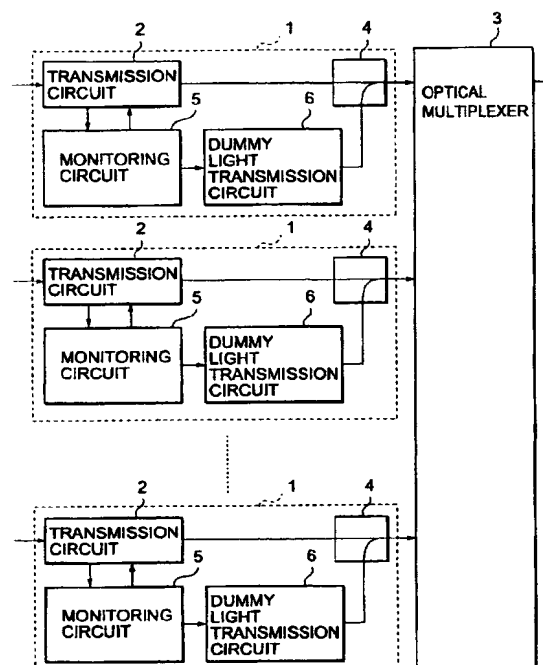 1
2
4
3
TRANSMISSION
CIRCUIT
OPTICAL
MULTIPLEXER
5
6
MONITORING
CIRCUIT
DUMMY
LIGHT
TRANSMISSION
CIRCUIT
1
2
4
TRANSMISSION
CIRCUIT
5
6
MONITORING
CIRCUIT
DUMMY
LIGHT
TRANSMISSION
CIRCUIT
1
2
4
TRANSMISSION
CIRCUIT
5
6
MONITORING
CIRCUIT
DUMMY
LIGHT
TRANSMISSION
CIRCUIT